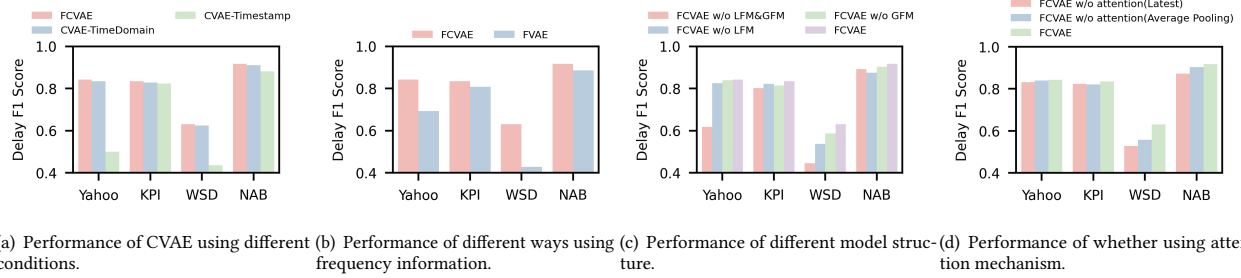 FCVAE
CVAE-TimeDomain
CVAE-Timestamp
Delay F1 Score
1.0
0.8
0.6
0.4
Yahoo KPI WSD NAB
(a) Performance of CVAE using different
conditions.
FCVAE FVAE
Delay F1 Score
1.0
0.8
0.6
0.4
Yahoo KPI WSD NAB
(b) Performance of different ways using
frequency information.
FCVAE w/o LFM&GFM
FCVAE w/o LFM
FCVAE w/o GFM
FCVAE
Delay F1 Score
1.0
0.8
0.6
0.4
Yahoo KPI WSD NAB
(c) Performance of different model struc-
ture.
FCVAE w/o attention(Latest)
FCVAE w/o attention(Average Pooling)
FCVAE
Delay F1 Score
1.0
0.8
0.6
0.4
Yahoo KPI WSD NAB
(d) Performance of whether using atte
tion mechanism.